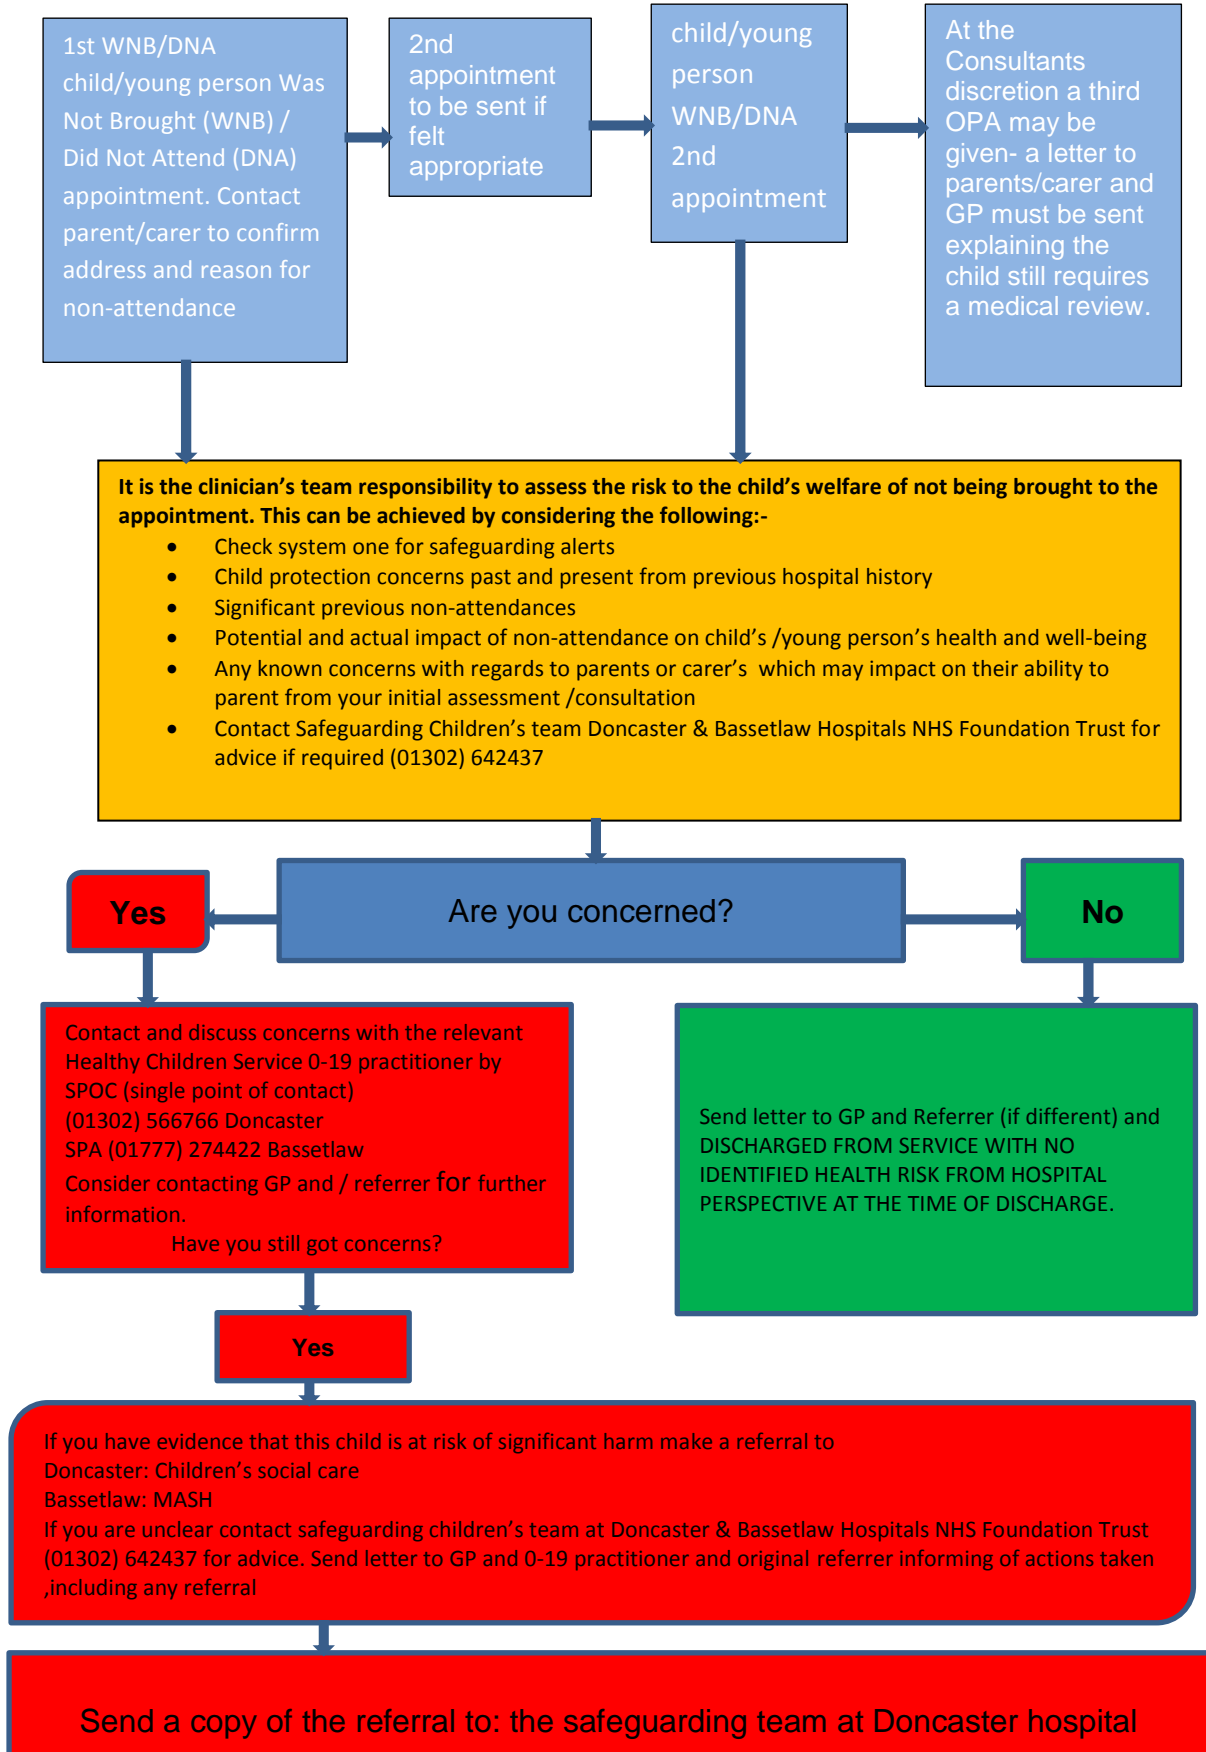 1st WNB/DNA
child/young person Was
Not Brought (WNB) /
Did Not Attend (DNA)
appointment. Contact
parent/carer to confirm
address and reason for
non-attendance
2nd
appointment
to be sent if
felt
appropriate
child/young
person
WNB/DNA
2nd
appointment
At the
Consultants
discretion a third
OPA may be
given- a letter to
parents/carer and
GP must be sent
explaining the
child still requires
a medical review.
It is the clinician’s team responsibility to assess the risk to the child’s welfare of not being brought to the
appointment. This can be achieved by considering the following:-
• Check system one for safeguarding alerts
• Child protection concerns past and present from previous hospital history
• Significant previous non-attendances
• Potential and actual impact of non-attendance on child’s /young person’s health and well-being
• Any known concerns with regards to parents or carer’s  which may impact on their ability to
parent from your initial assessment /consultation
• Contact Safeguarding Children’s team Doncaster & Bassetlaw Hospitals NHS Foundation Trust for
advice if required (01302) 642437
Are you concerned?
Yes
No
Contact and discuss concerns with the relevant
Healthy Children Service 0-19 practitioner by
SPOC (single point of contact)
(01302) 566766 Doncaster
SPA (01777) 274422 Bassetlaw
Consider contacting GP and / referrer for further
information.
Have you still got concerns?
Send letter to GP and Referrer (if different) and
DISCHARGED FROM SERVICE WITH NO
IDENTIFIED HEALTH RISK FROM HOSPITAL
PERSPECTIVE AT THE TIME OF DISCHARGE.
Yes
If you have evidence that this child is at risk of significant harm make a referral to
Doncaster: Children’s social care
Bassetlaw: MASH
If you are unclear contact safeguarding children’s team at Doncaster & Bassetlaw Hospitals NHS Foundation Trust
(01302) 642437 for advice. Send letter to GP and 0-19 practitioner and original referrer informing of actions taken
,including any referral
Send a copy of the referral to: the safeguarding team at Doncaster hospital